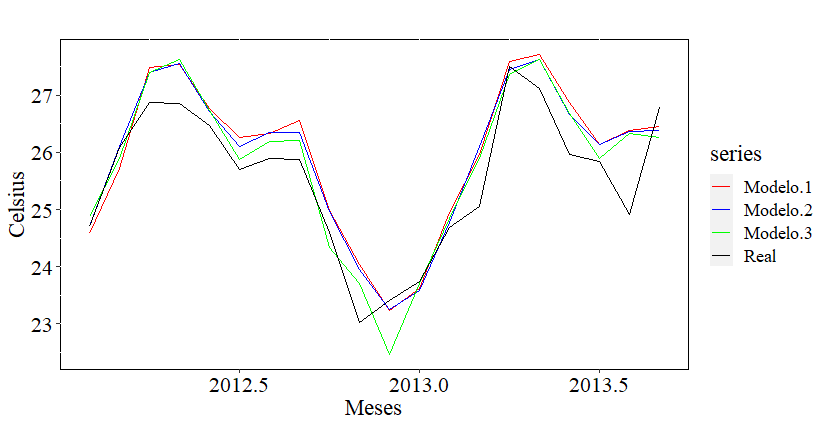 27
26
25
24
23
Celsius
2012.5
2013.0
2013.5
Meses
series
Modelo.1
Modelo.2
Modelo.3
Real